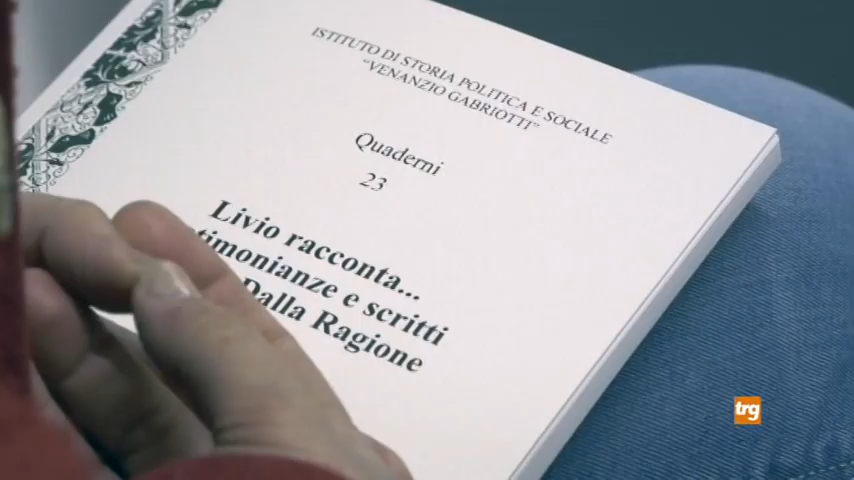 ISTITUTO DI STORIA POLITICA E SOCIALE
"VENANZIO GABRIOTTI"
Quaderni
23
Livio racconta...
timonianze e scritti
Dalla Ragione
trg